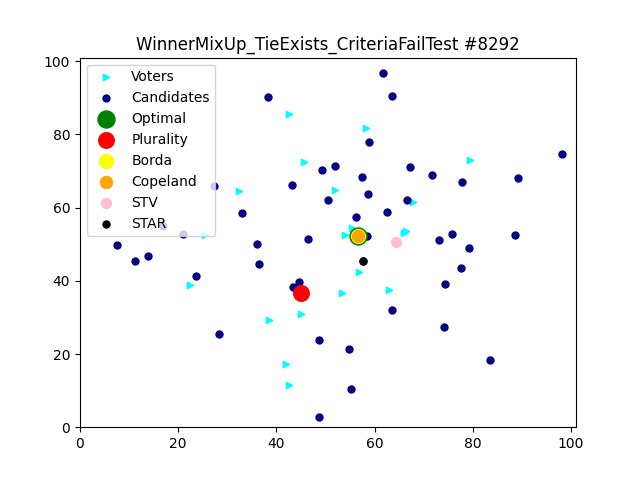 WinnerMixUp_TieExists_CriteriaFailTest #8292
Voters
Candidates
Optimal
Plurality
Borda
Copeland
STV
STAR
100
80
60
40
20
0
0 20 40 60 80 100